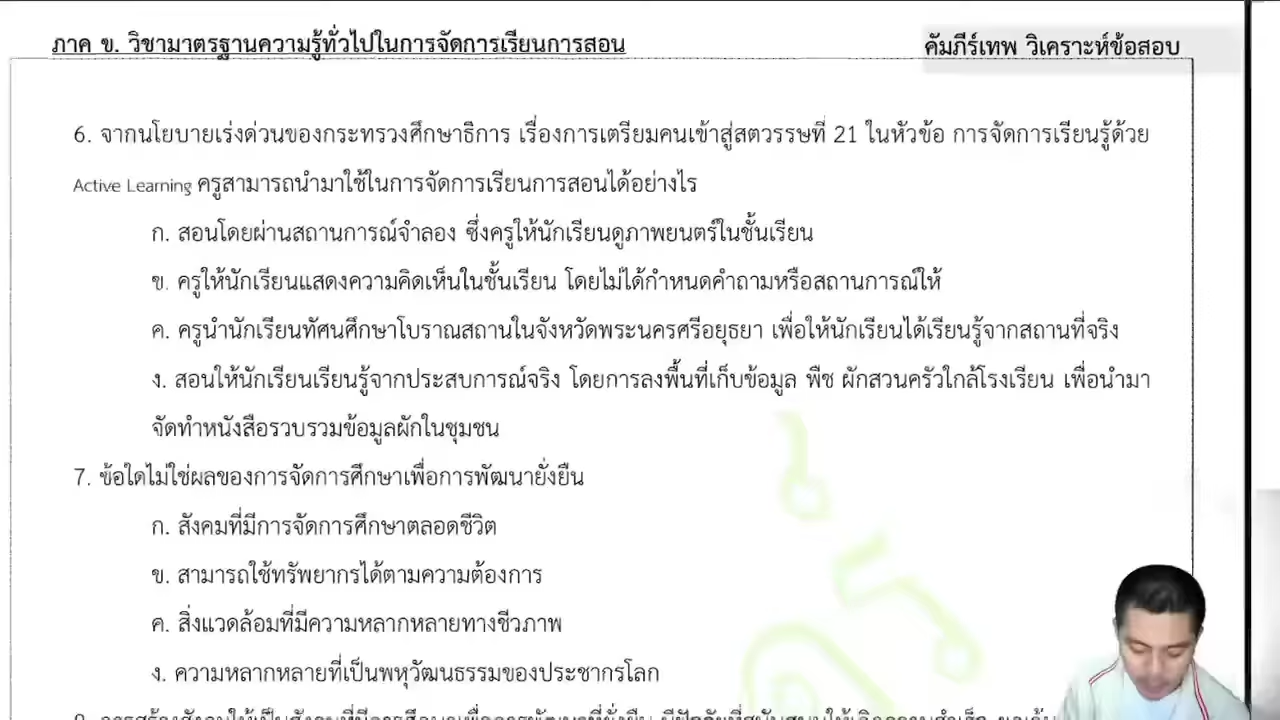 ภาค ข. วิชามาตรฐานความรู้ทั่วไปในการจัดการเรียนการสอน
คัมภีร์เทพ วิเคราะห์ข้อสอบ
6. จากนโยบายเร่งด่วนของกระทรวงศึกษาธิการ เรื่องการเตรียมคนเข้าสู่สตวรรษที่ 21 ในหัวข้อ การจัดการเรียนรู้ด้วย
Active Learning ครูสามารถนำมาใช้ในการจัดการเรียนการสอนได้อย่างไร
ก. สอนโดยผ่านสถานการณ์จำลอง ซึ่งครูให้นักเรียนดูภาพยนตร์ในชั้นเรียน
ข. ครูให้นักเรียนแสดงความคิดเห็นในชั้นเรียน โดยไม่ได้กำหนดคำถามหรือสถานการณ์ให้
ค. ครูนำนักเรียนทัศนศึกษาโบราณสถานในจังหวัดพระนครศรีอยุธยา เพื่อให้นักเรียนได้เรียนรู้จากสถานที่จริง
ง. สอนให้นักเรียนเรียนรู้จากประสบการณ์จริง โดยการลงพื้นที่เก็บข้อมูล พืช ผักสวนครัวใกล้โรงเรียน เพื่อนำมา
จัดทำหนังสือรวบรวมข้อมูลผักในชุมชน
7. ข้อใดไม่ใช่ผลของการจัดการศึกษาเพื่อการพัฒนายั่งยืน
ก. สังคมที่มีการจัดการศึกษาตลอดชีวิต
ข. สามารถใช้ทรัพยากรได้ตามความต้องการ
ค. สิ่งแวดล้อมที่มีความหลากหลายทางชีวภาพ
ง. ความหลากหลายที่เป็นพหุวัฒนธรรมของประชากรโลก